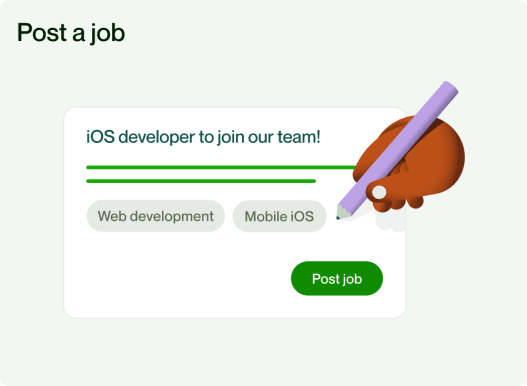 Post a job
iOS developer to join our team!
Web development
Mobile iOS
Post job